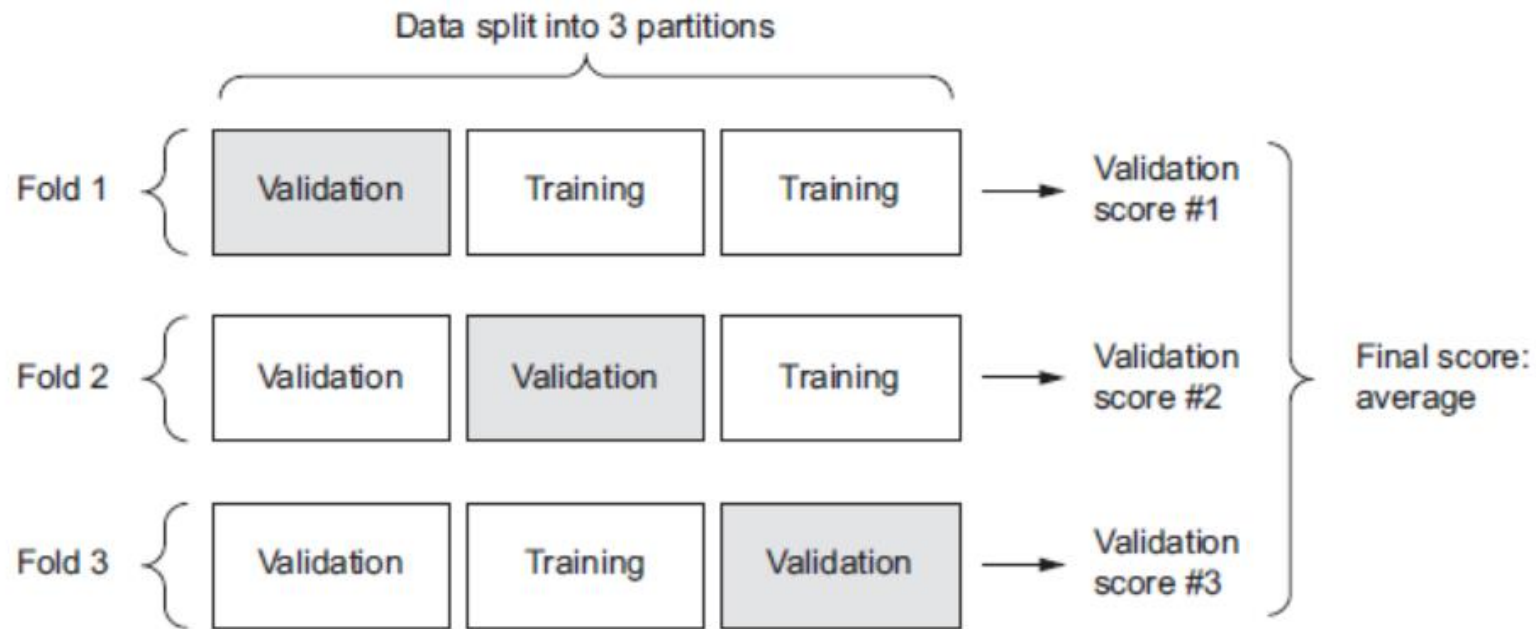 Data split into 3 partitions
Fold 1
Validation
Training
Training
Validation
score #1
Fold 2
Validation
Validation
Training
Validation
score #2
Final score:
average
Fold 3
Validation
Training
Validation
Validation
score #3